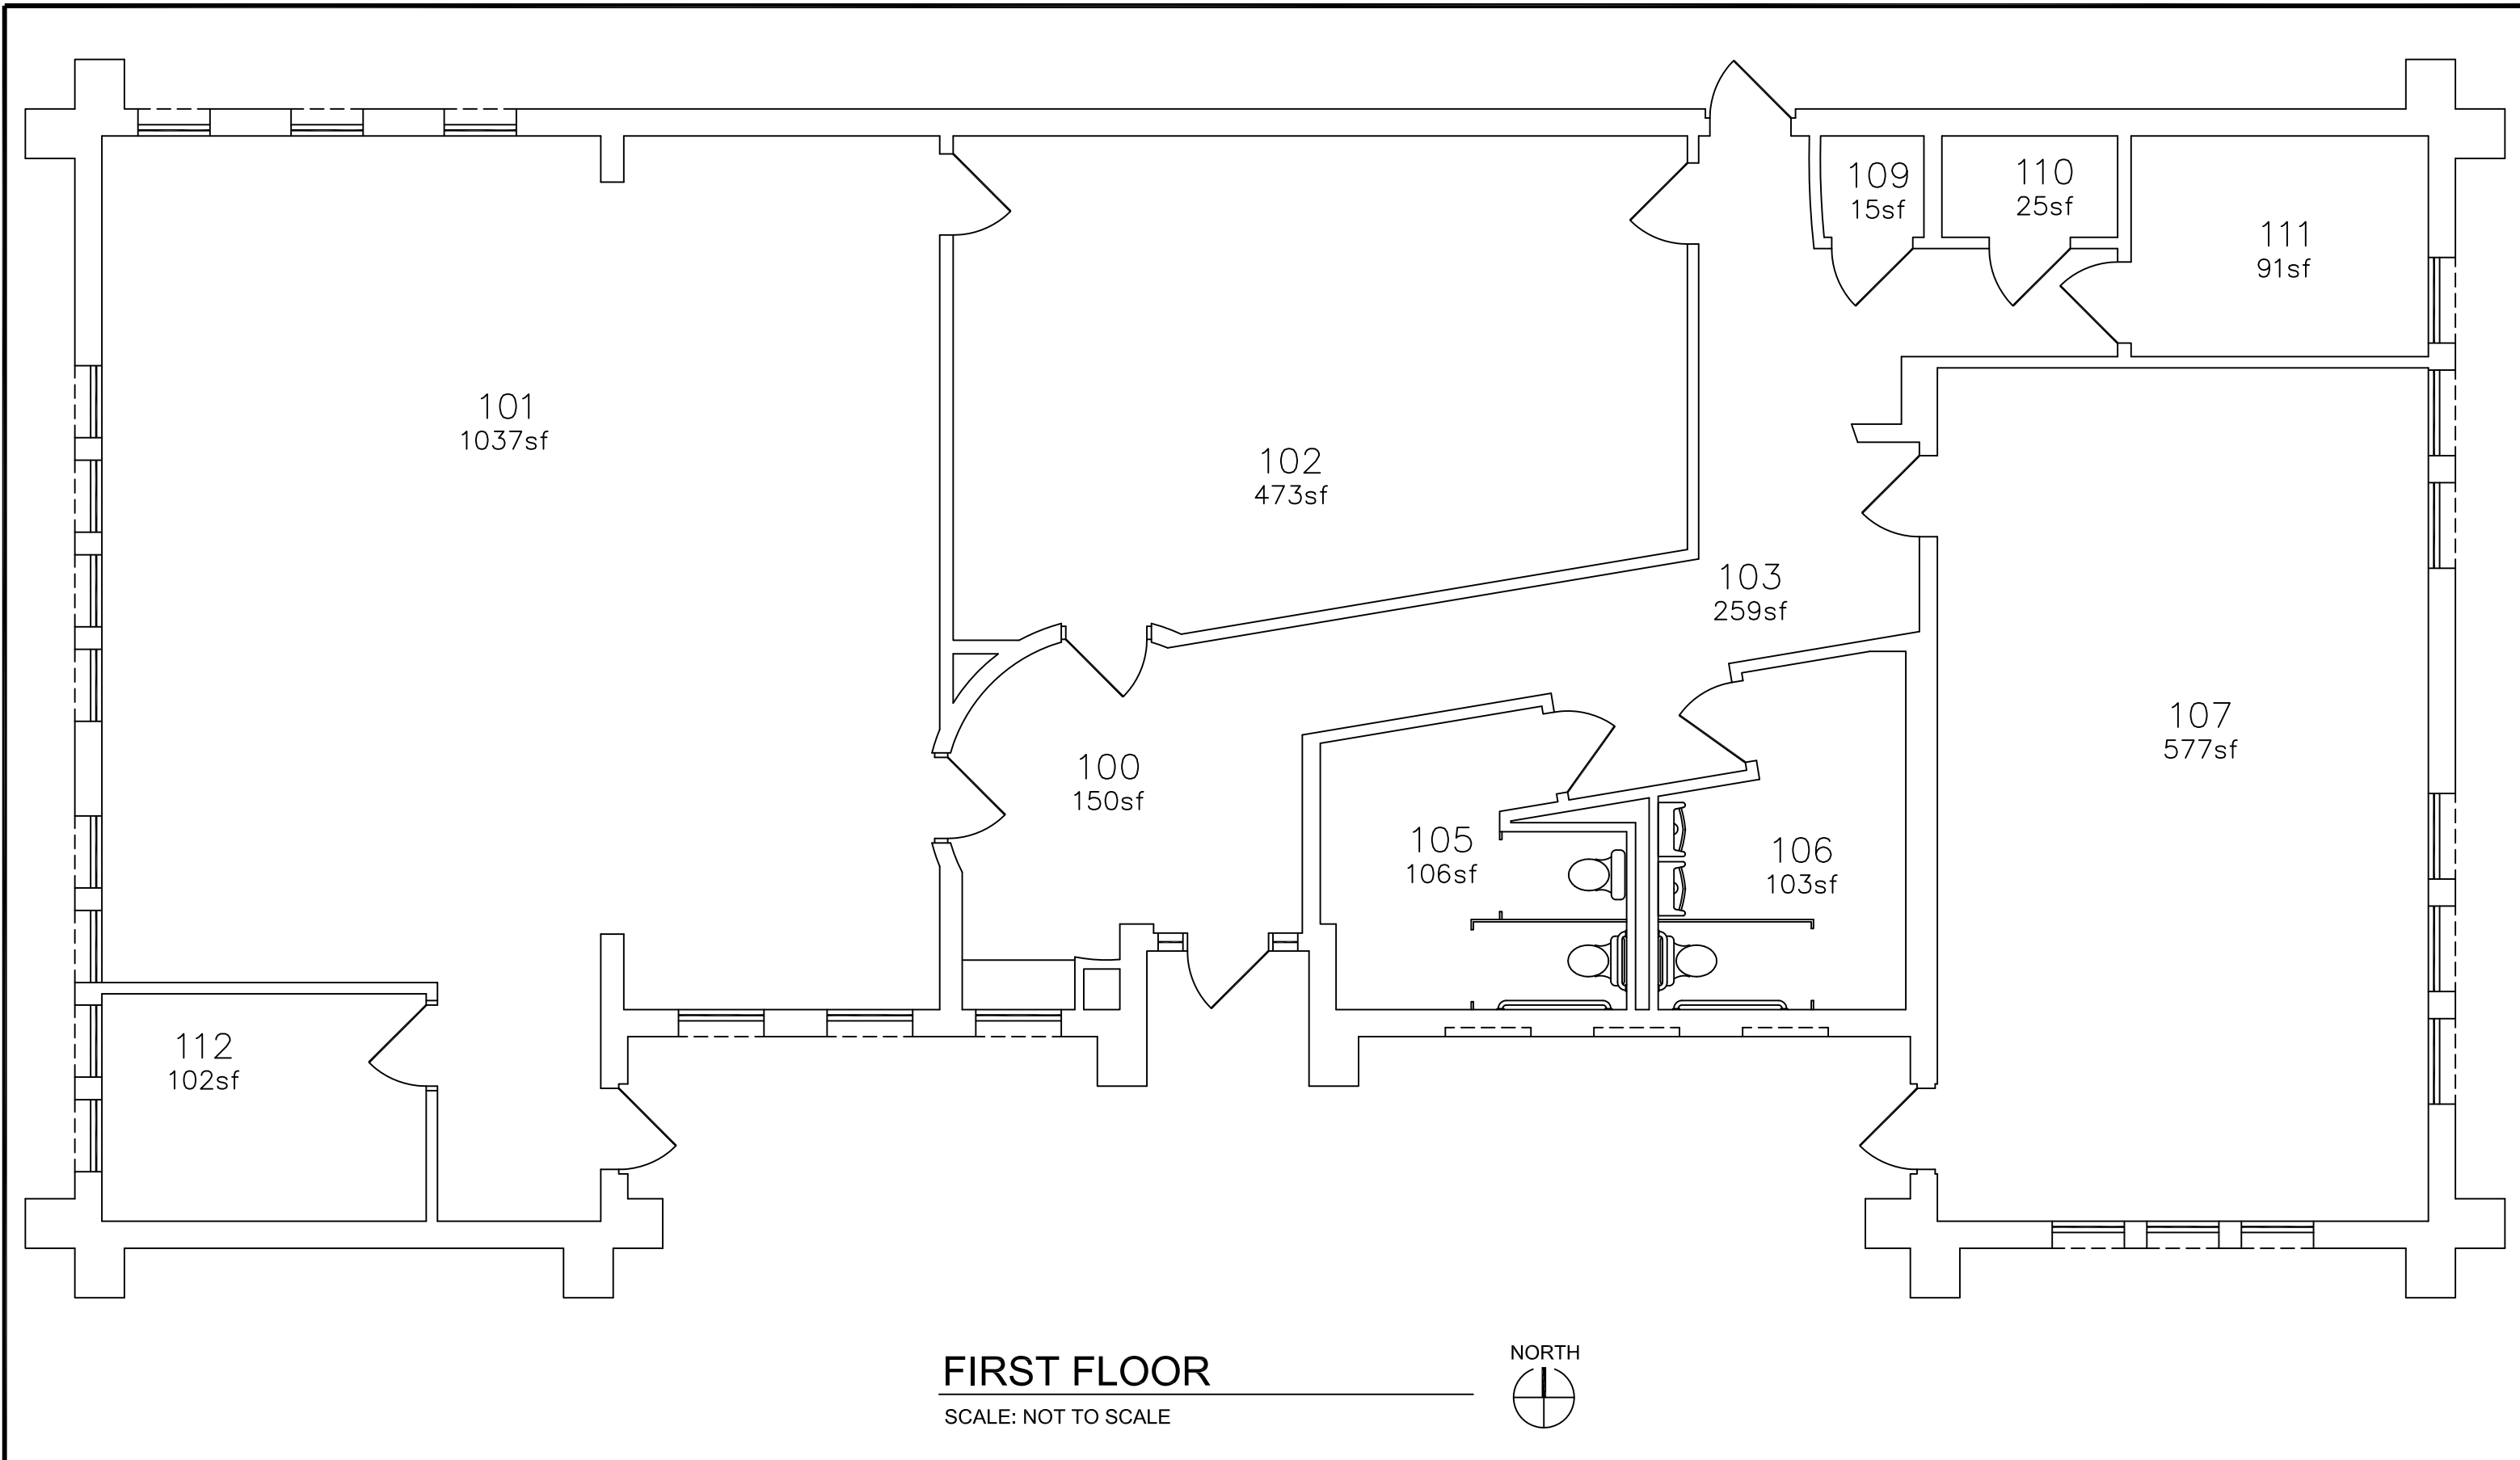 109
15sf
110
25sf
111
91sf
101
1037sf
102
473sf
103
259sf
107
577sf
100
150sf
105
106sf
106
103sf
112
102sf
FIRST FLOOR
SCALE: NOT TO SCALE
NORTH